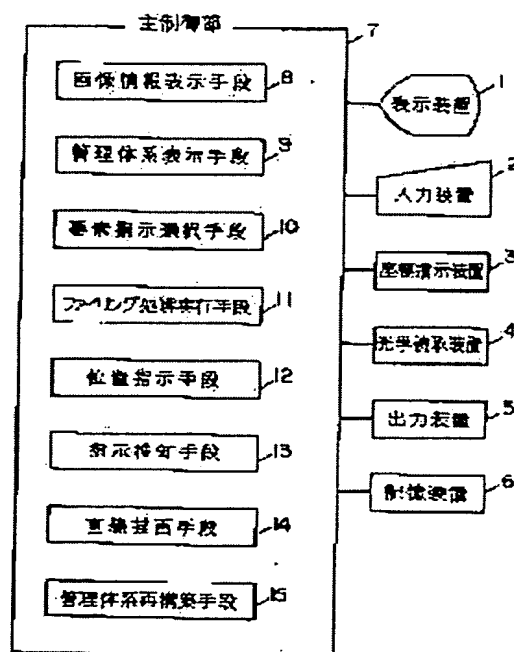 主制御部
7
画像情報表示手段
8
管理体系表示手段
9
要素指示選択手段
10
ファイリング処理実行手段
11
位置指示手段
12
指示検知手段
13
直線描画手段
14
管理体系再構築手段
15
表示装置
1
入力装置
2
座標指示装置
3
光学読取装置
4
出力装置
5
6